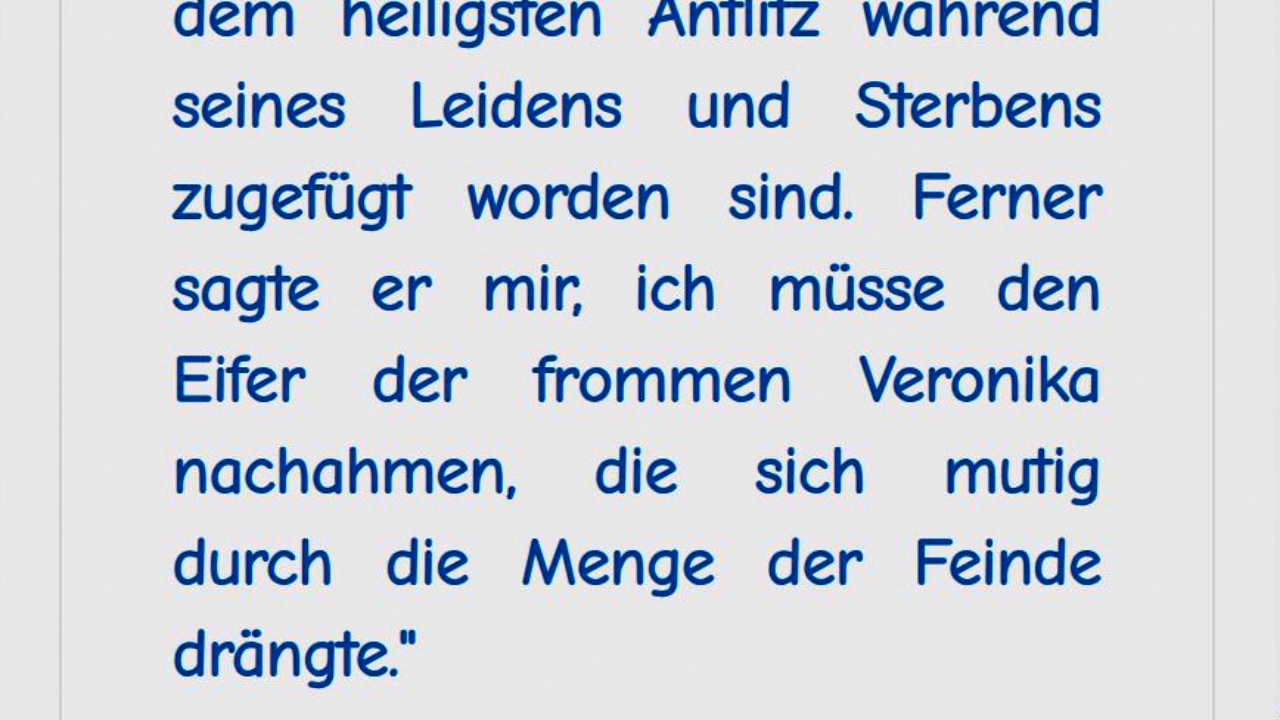 dem heiligsten Antlitz während
seines Leidens und Sterbens
zugefügt worden sind. Ferner
sagte er mir, ich müsse den
Eifer der frommen Veronika
nachahmen, die sich mutig
durch die Menge der Feinde
drängte."